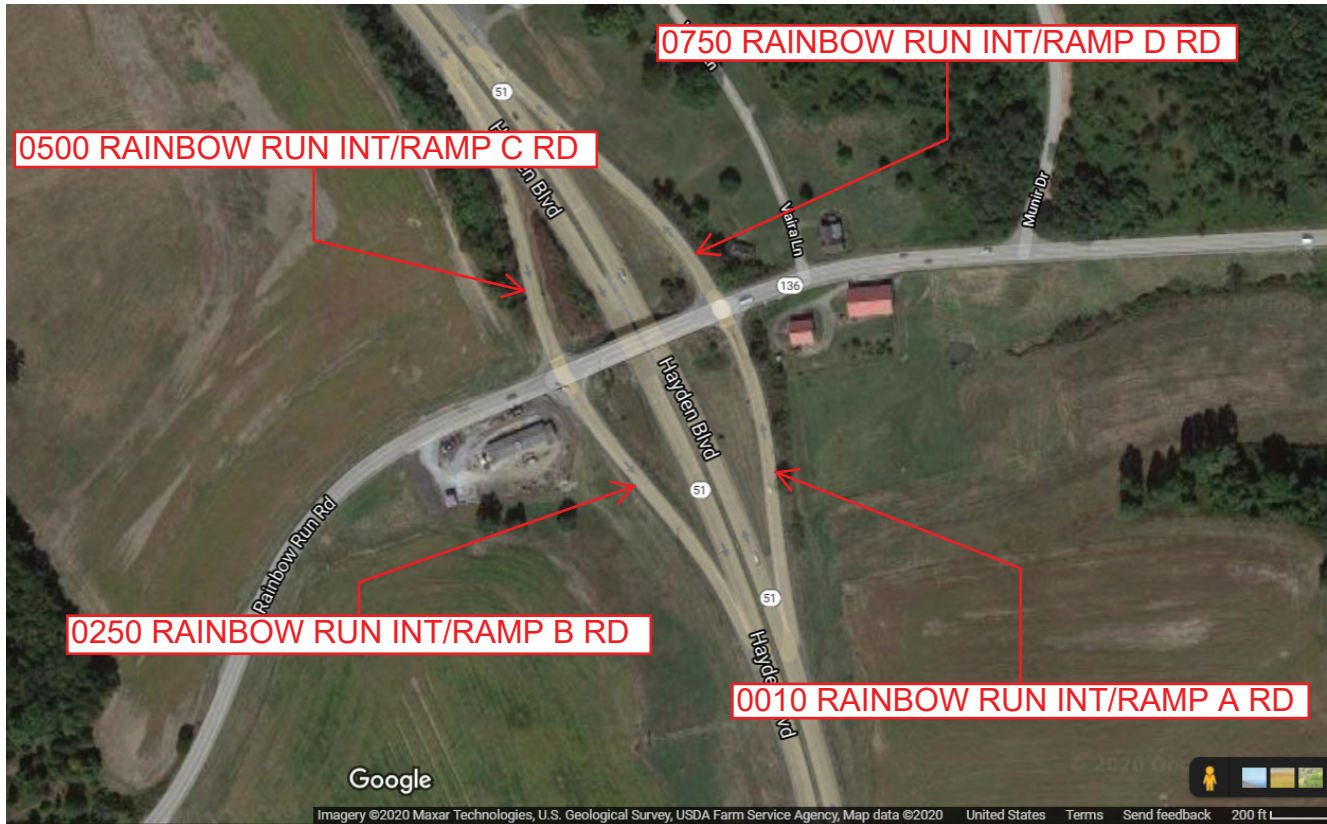 0750 RAINBOW RUN INT/RAMP D RD
51
0500 RAINBOW RUN INT/RAMP C RD
Blvd
Vaira Ln
Munir Dr
136
Hayden Blvd
51
Rainbow Run Rd
51
0250 RAINBOW RUN INT/RAMP B RD
0010 RAINBOW RUN INT/RAMP A RD
Google
Imagery ©2020 Maxar Technologies, U.S. Geological Survey, USDA Farm Service Agency, Map data ©2020 United States Terms Send feedback 200 ft